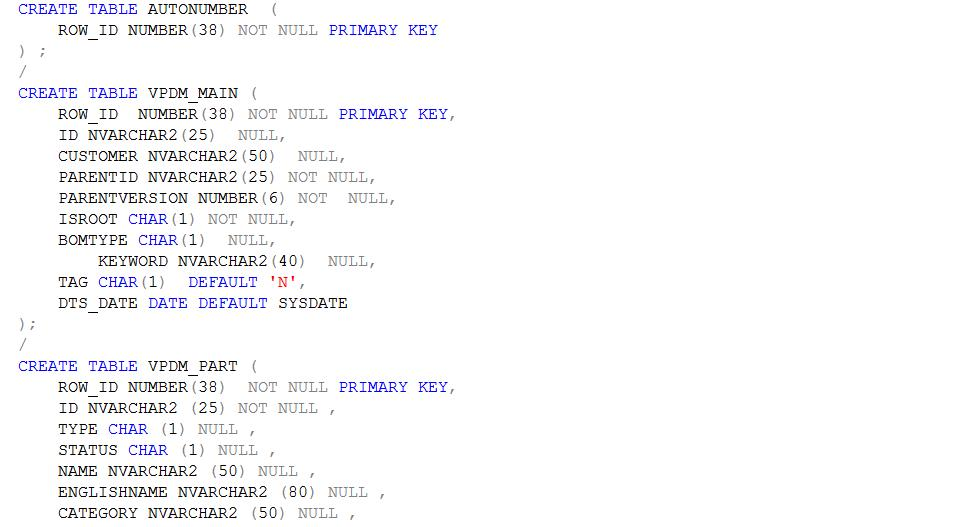 CREATE TABLE AUTONUMBER  (
    ROW_ID NUMBER(38) NOT NULL PRIMARY KEY
) ;
/
CREATE TABLE VPDM_MAIN (
    ROW_ID  NUMBER(38) NOT NULL PRIMARY KEY,
    ID NVARCHAR2(25)  NULL,
    CUSTOMER NVARCHAR2(50)  NULL,
    PARENTID NVARCHAR2(25) NOT NULL,
    PARENTVERSION NUMBER(6) NOT  NULL,
    ISROOT CHAR(1) NOT NULL,
    BOMTYPE CHAR(1)  NULL,
        KEYWORD NVARCHAR2(40)  NULL,
    TAG CHAR(1)  DEFAULT 'N',
    DTS_DATE DATE DEFAULT SYSDATE
);
/
CREATE TABLE VPDM_PART (
    ROW_ID NUMBER(38)  NOT NULL PRIMARY KEY,
    ID NVARCHAR2 (25) NOT NULL ,
    TYPE CHAR (1) NULL ,
    STATUS CHAR (1) NULL ,
    NAME NVARCHAR2 (50) NULL ,
    ENGLISHNAME NVARCHAR2 (80) NULL ,
    CATEGORY NVARCHAR2 (50) NULL ,